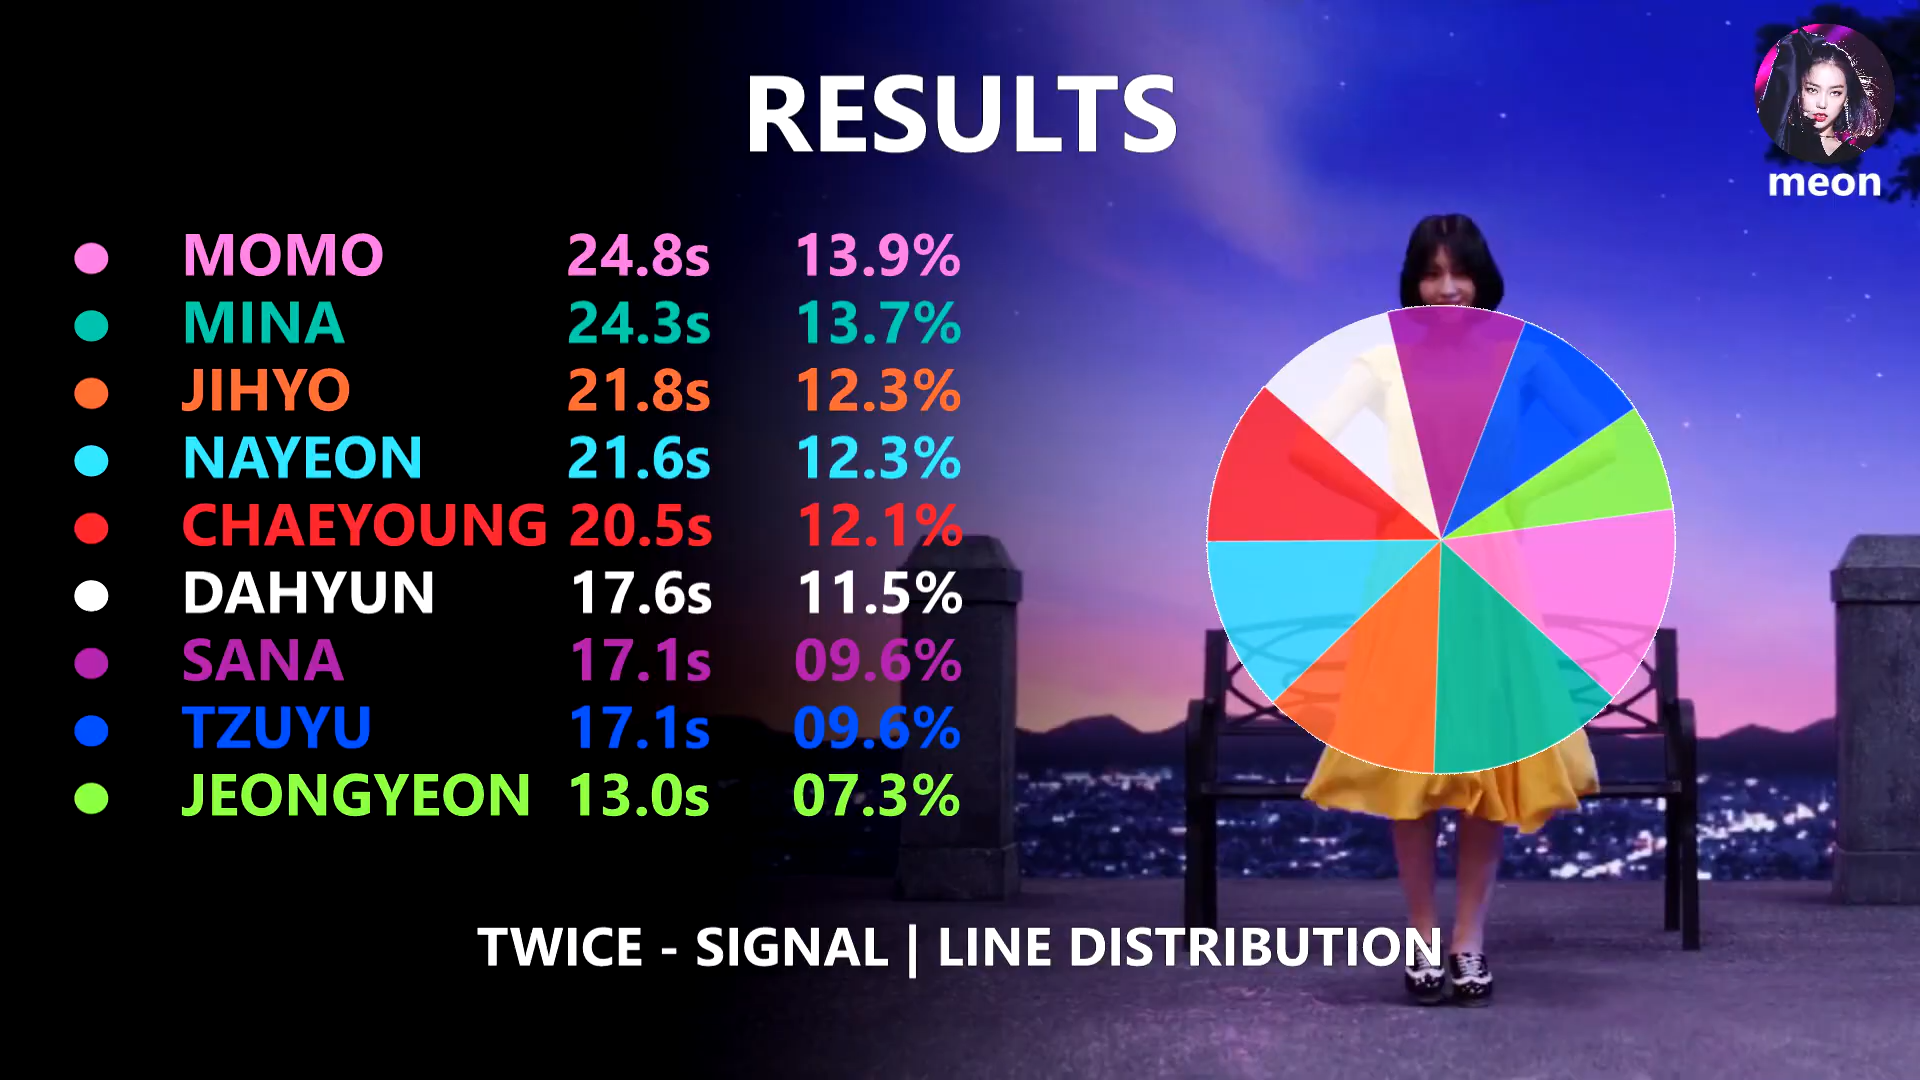 RESULTS
meon
MOMO 24.8s 13.9%
MINA 24.3s 13.7%
JIHYO 21.8s 12.3%
NAYEON 21.6s 12.3%
CHAEYOUNG 20.5s 12.1%
DAHYUN 17.6s 11.5%
SANA 17.1s 09.6%
TZUYU 17.1s 09.6%
JEONGYEON 13.0s 07.3%
TWICE - SIGNAL | LINE DISTRIBUTION